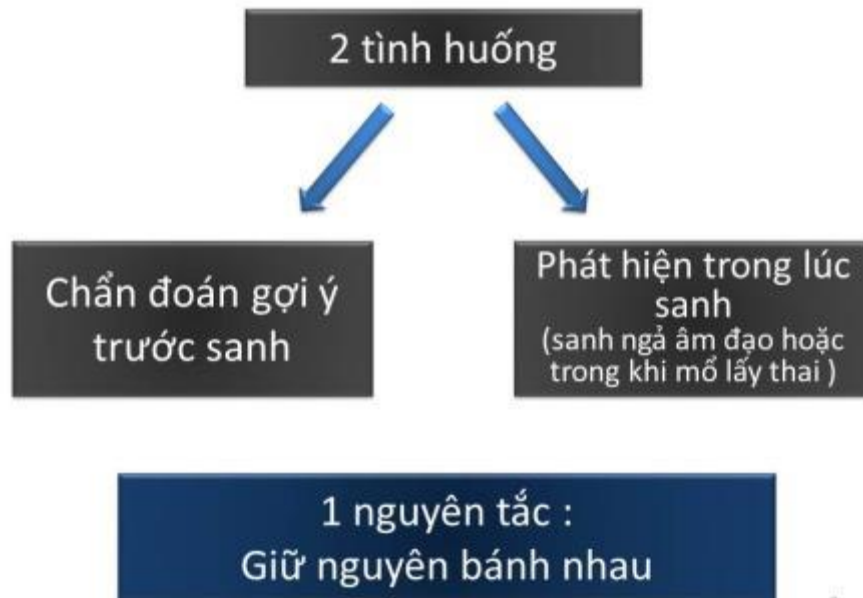 2 tình huống
Chẩn đoán gợi ý
trước sanh
Phát hiện trong lúc
sanh
(sanh ngả âm đạo hoặc
trong khi mổ lấy thai )
1 nguyên tắc :
Giữ nguyên bánh nhau